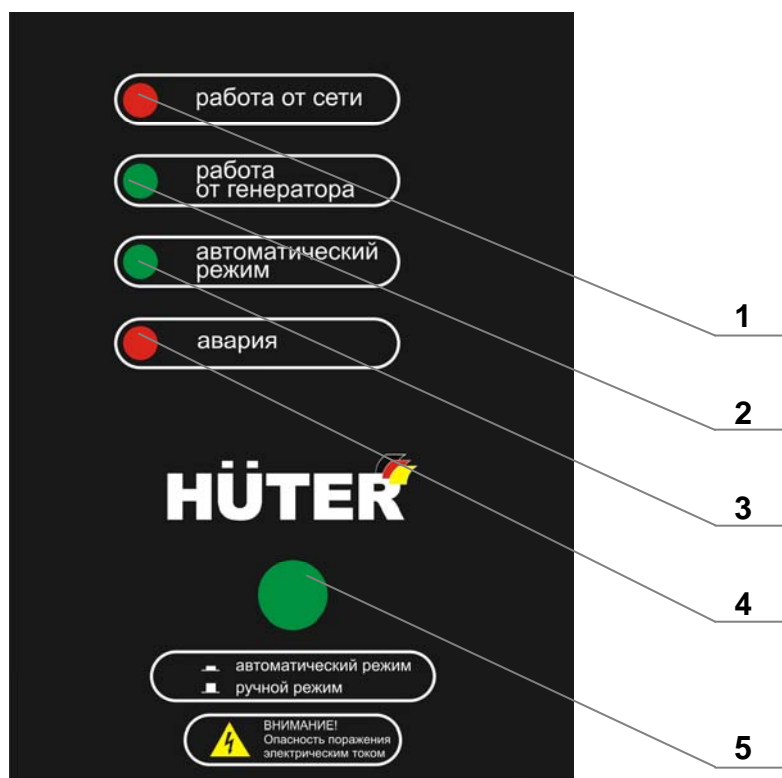 работа от сети
работа
от генератора
автоматический
режим
авария
1
2
3
4
HÜTER
автоматический режим
ручной режим
ВНИМАНИЕ!
Опасность поражения
электрическим током
5